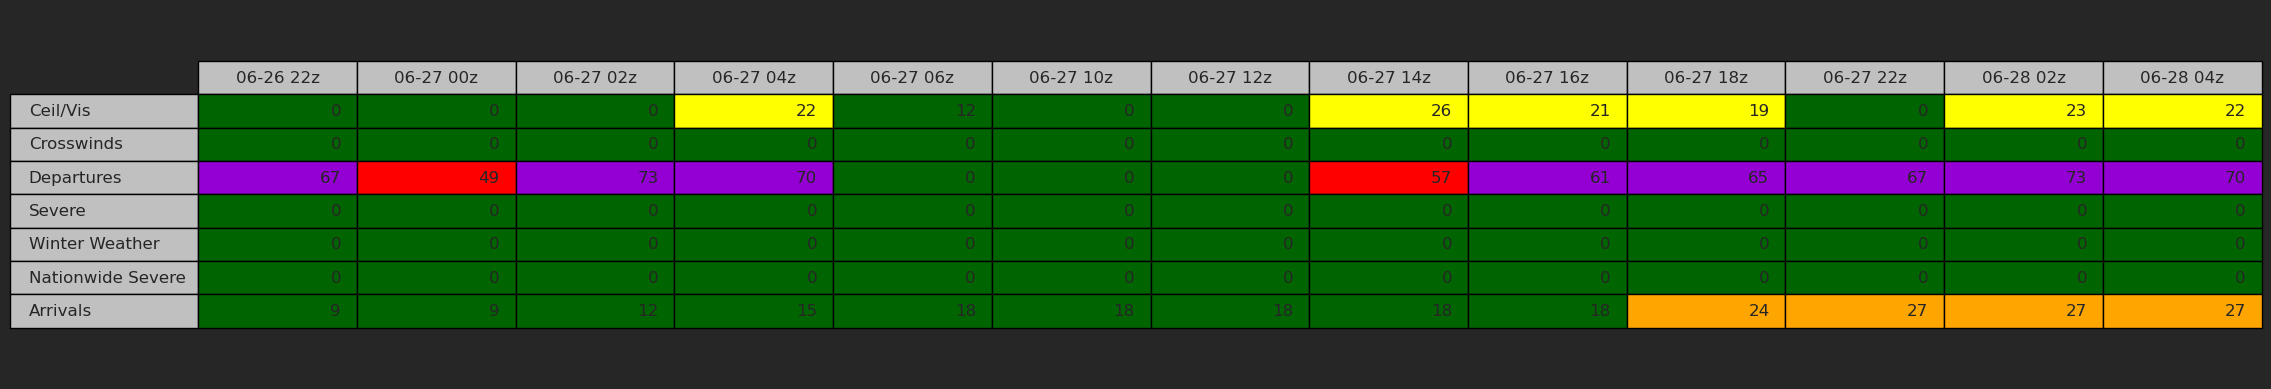 06-26 22z 06-27 00z 06-27 02z 06-27 04z 06-27 06z 06-27 10z 06-27 12z 06-27 14z 06-27 16z 06-27 18z 06-27 22z 06-28 02z 06-28 04z
Ceil/Vis 0 0 0 22 12 0 0 26 21 19 0 23 22
Crosswinds 0 0 0 0 0 0 0 0 0 0 0 0 0
Departures 67 49 73 70 0 0 0 57 61 65 67 73 70
Severe 0 0 0 0 0 0 0 0 0 0 0 0 0
Winter Weather 0 0 0 0 0 0 0 0 0 0 0 0 0
Nationwide Severe 0 0 0 0 0 0 0 0 0 0 0 0 0
Arrivals 9 9 12 15 18 18 18 18 18 24 27 27 27